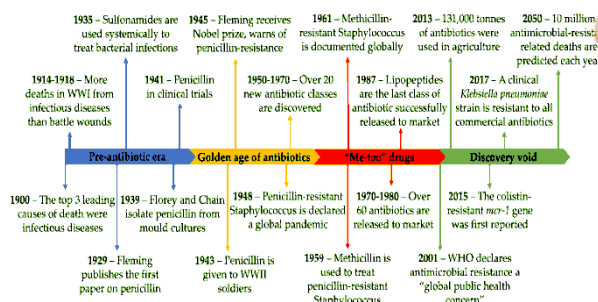 1935 – Sulfonamides are
used systemically to
treat bacterial infections
1945 – Fleming receives
Nobel prize, warns of
penicillin-resistance
1961 – Methicillin-
resistant Staphylococcus
is documented globally
2013 – 131,000 tonnes
of antibiotics were
used in agriculture
2050 – 10 million
antimicrobial-resist
related deaths are
predicted each yea
1914-1918 – More
deaths in WWI from
infectious diseases
than battle wounds
1941 – Penicillin
in clinical trials
1950-1970 – Over 20
new antibiotic classes
are discovered
1987 – Lipopeptides
are the last class of
antibiotic successfully
released to market
2017 – A clinical
Klebsiella pneumoniae
strain is resistant to all
commercial antibiotics
Pre-antibiotic era
Golden age of antibiotics
"Me-too" drugs
Discovery void
1900 – The top 3 leading
causes of death were
infectious diseases
1939 – Florey and Chain
isolate penicillin from
mould cultures
1948 – Penicillin-resistant
Staphylococcus is declared
a global pandemic
1970-1980 – Over
60 antibiotics are
released to market
2015 – The colistin-
resistant mcr-1 gene
was first reported
1929 – Fleming
publishes the first
paper on penicillin
1943 – Penicillin is
given to WWII
soldiers
1959 – Methicillin is
used to treat
penicillin-resistant
Staphylococcus
2001 – WHO declares
antimicrobial resistance a
"global public health
concern"